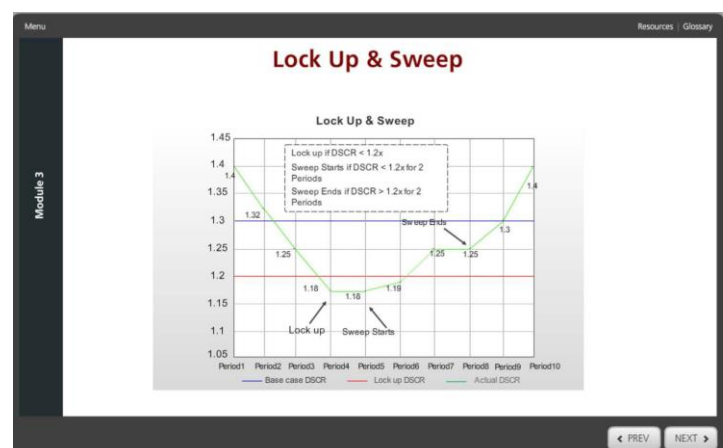 Menu
Resources | Glossary
Module 3
Lock Up & Sweep
Lock Up & Sweep
1.45
1.4
1.35
1.3
1.25
1.2
1.15
1.1
1.05
Lock up if DSCR < 1.2x
Sweep Starts if DSCR < 1.2x for 2
Periods
Sweep Ends if DSCR > 1.2x for 2
Periods
1.4
1.32
1.25
1.18
1.18
1.19
1.25
1.25
1.3
1.4
Sweep Ends
Lock up
Sweep Starts
Period1 Period2 Period3 Period4 Period5 Period6 Period7 Period8 Period9 Period10
Base case DSCR Lock up DSCR Actual DSCR
PREV NEXT